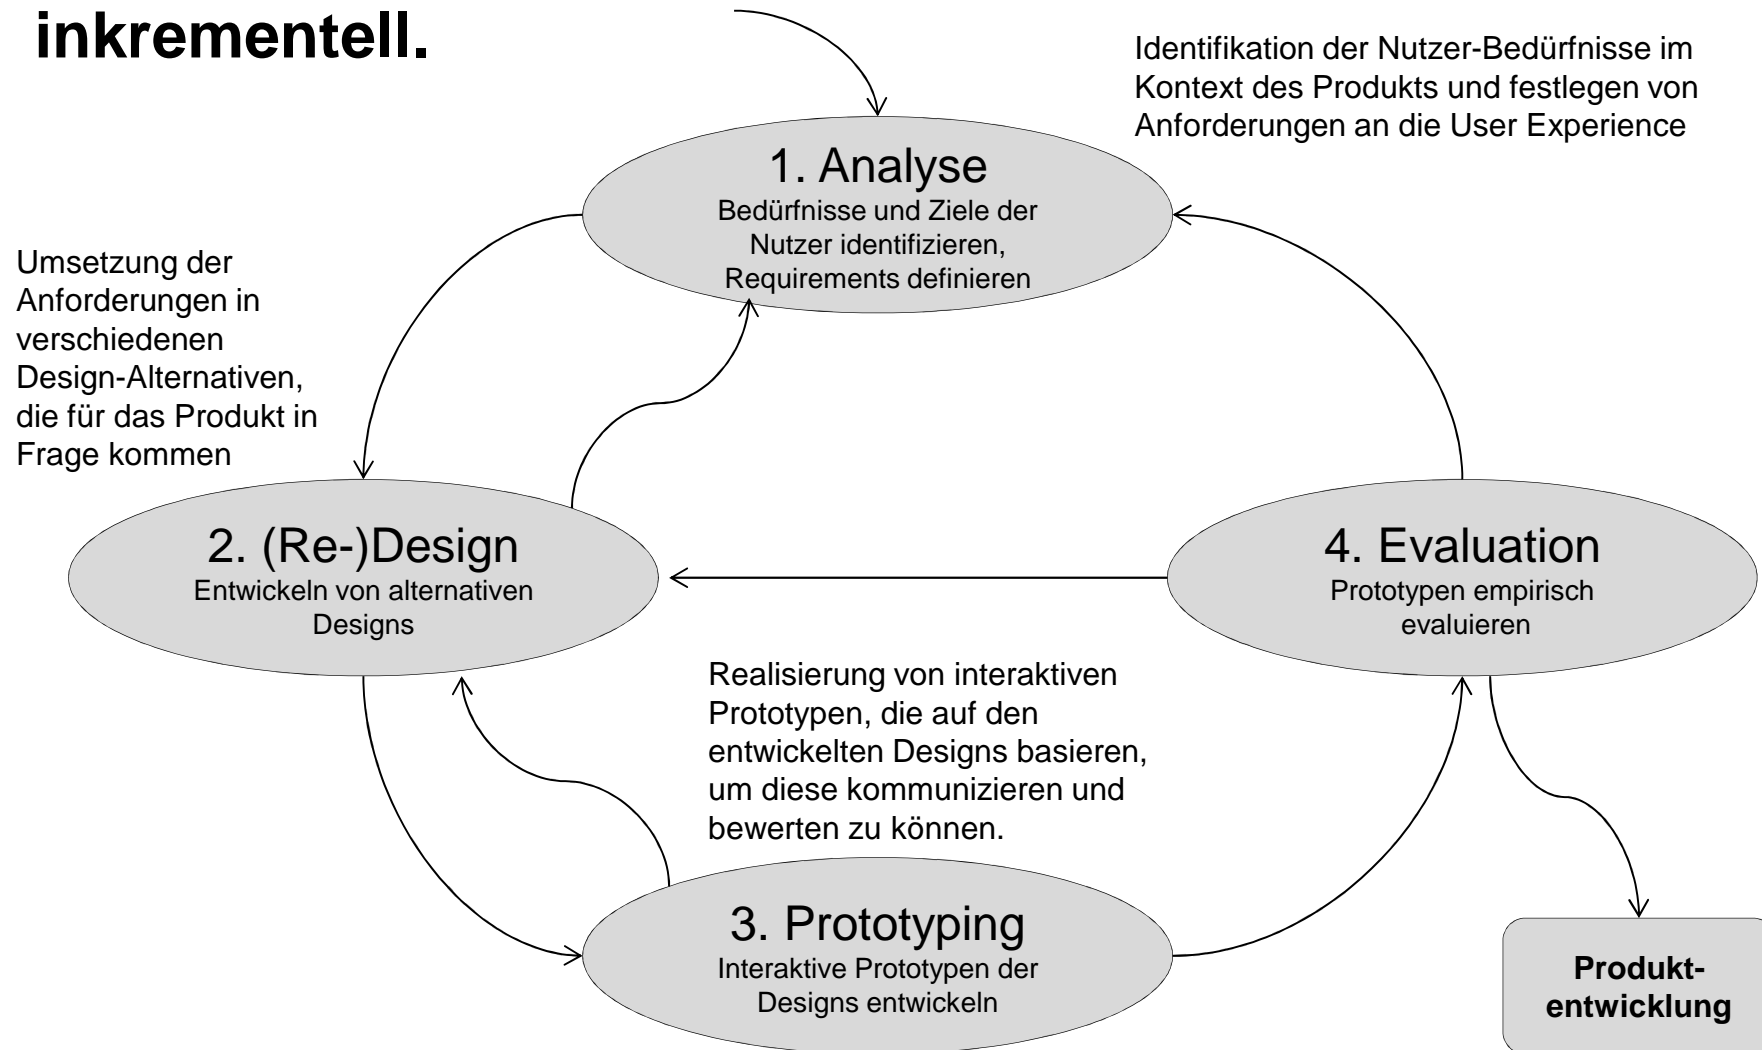 inkrementell.
Identifikation der Nutzer-Bedürfnisse im
Kontext des Produkts und festlegen von
Anforderungen an die User Experience
1. Analyse
Bedürfnisse und Ziele der
Nutzer identifizieren,
Requirements definieren
Umsetzung der
Anforderungen in
verschiedenen
Design-Alternativen,
die für das Produkt in
Frage kommen
2. (Re-)Design
Entwickeln von alternativen
Designs
4. Evaluation
Prototypen empirisch
evaluieren
Realisierung von interaktiven
Prototypen, die auf den
entwickelten Designs basieren,
um diese kommunizieren und
bewerten zu können.
3. Prototyping
Interaktive Prototypen der
Designs entwickeln
Produkt-
entwicklung